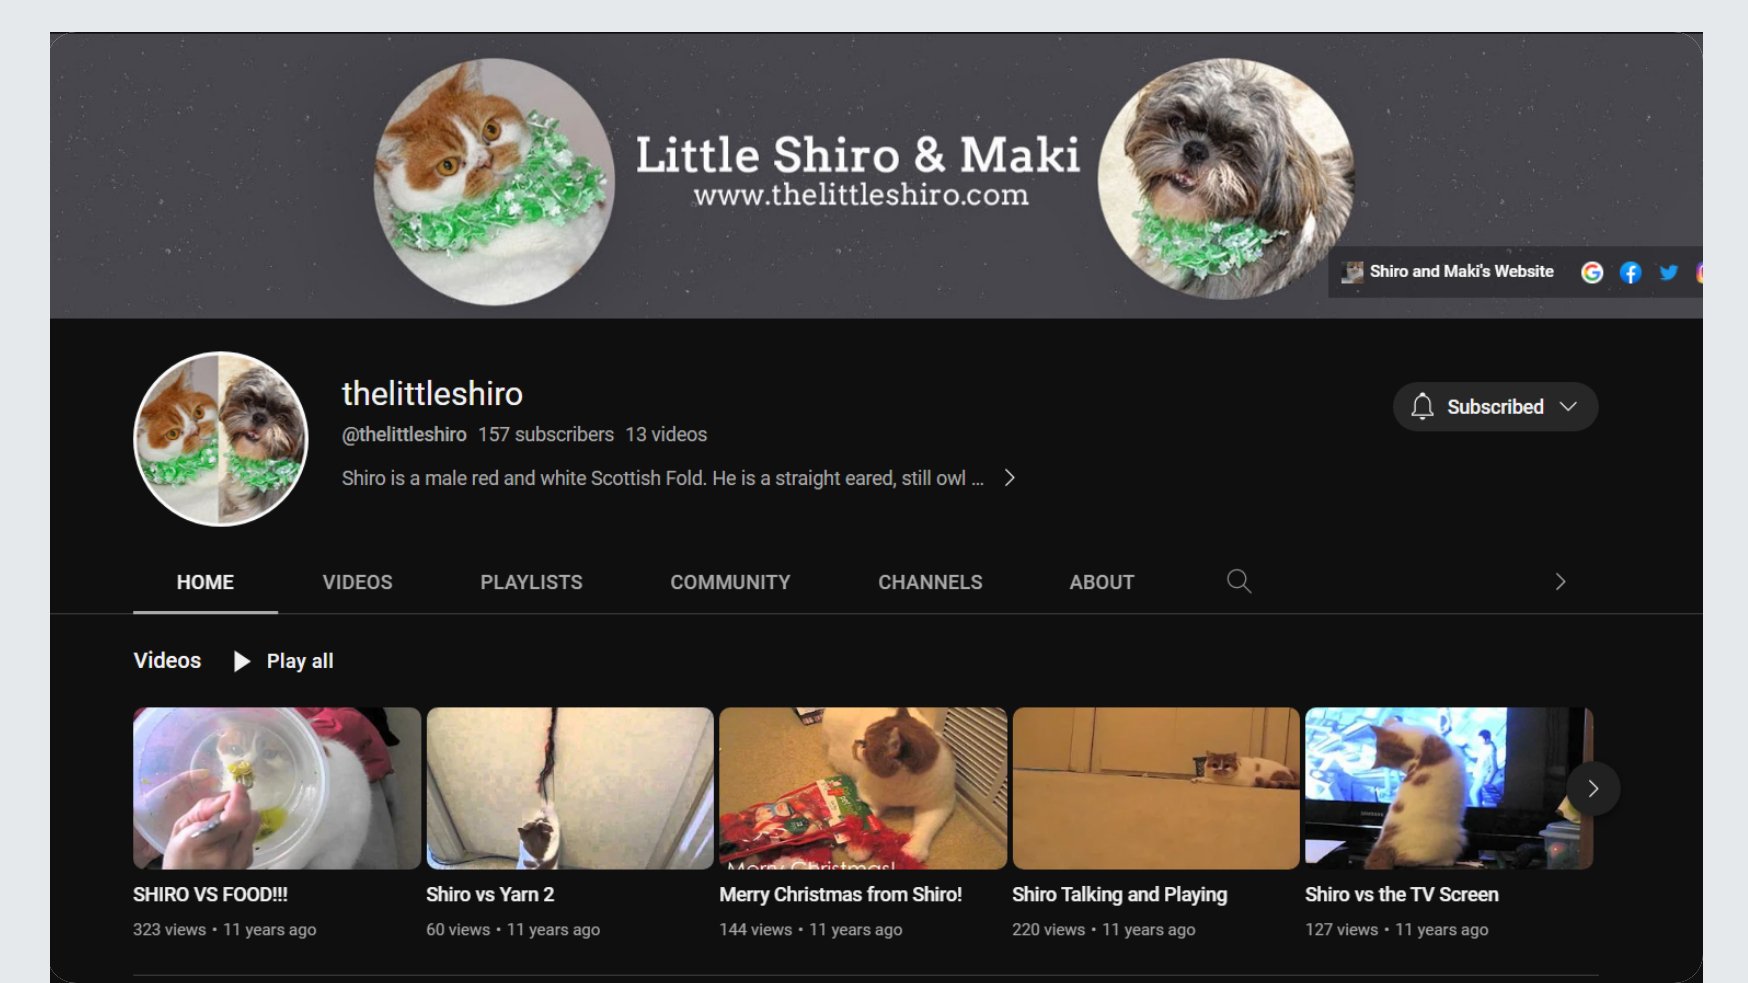 Little Shiro & Maki
www.thelittleshiro.com
Shiro and Maki's Website
thelittleshiro
@thelittleshiro 157 subscribers 13 videos
Subscribed
Shiro is a male red and white Scottish Fold. He is a straight eared, still owl ...
HOME VIDEOS PLAYLISTS COMMUNITY CHANNELS ABOUT
Videos Play all
SAMSUNG
Merry Christmas!
SHIRO VS FOOD!!! Shiro vs Yarn 2 Merry Christmas from Shiro! Shiro Talking and Playing Shiro vs the TV Screen
323 views • 11 years ago 60 views • 11 years ago 144 views • 11 years ago 220 views • 11 years ago 127 views • 11 years ago